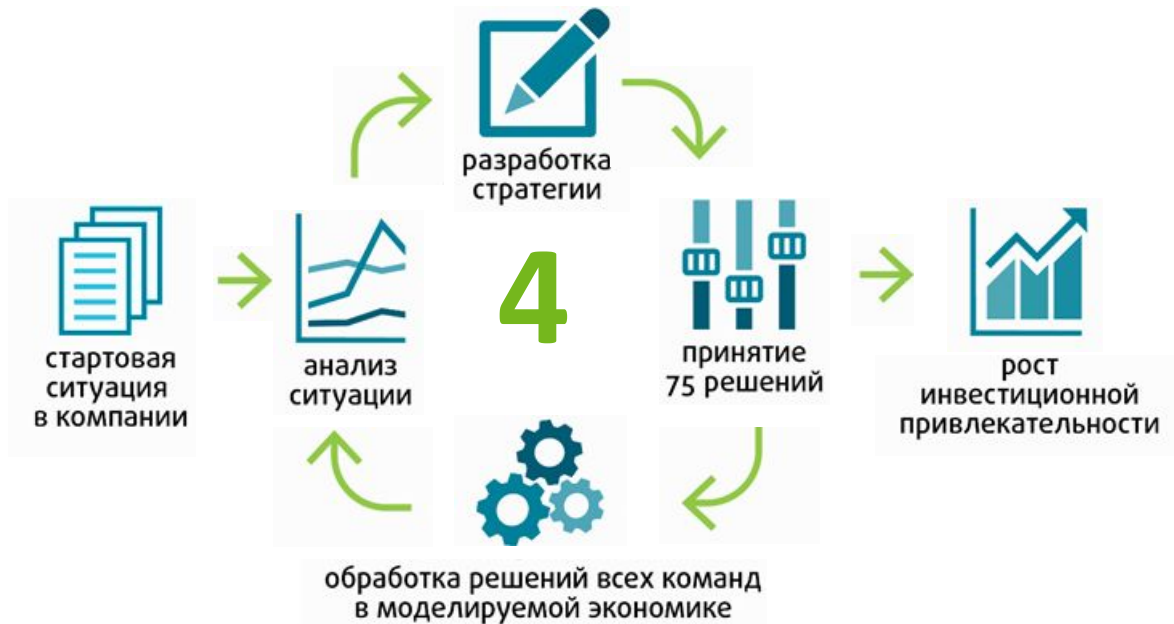 разработка
стратегии
4
стартовая
ситуация
в компании
анализ
ситуации
принятие
75 решений
рост
инвестиционной
привлекательности
обработка решений всех команд
в моделируемой экономике